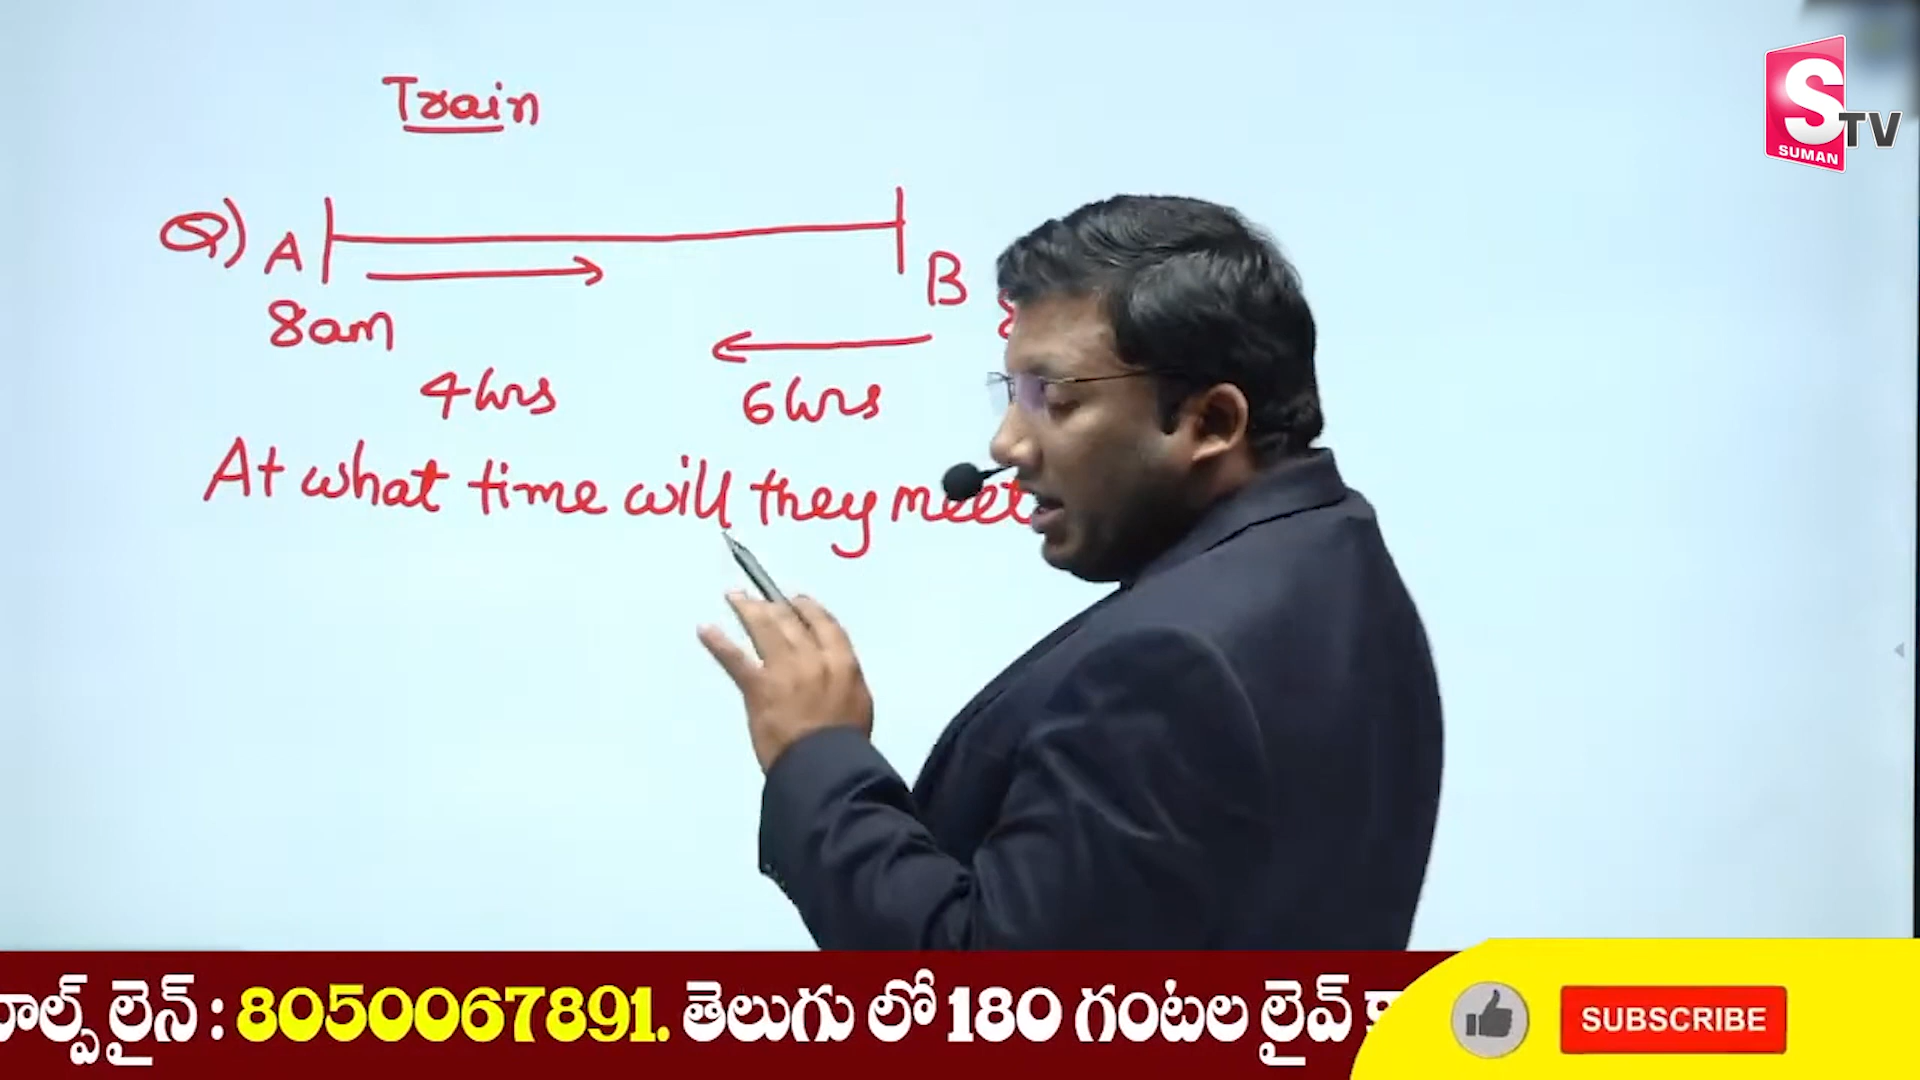 Train
Q) A
B
8am
4hrs
6hrs
At what time will they meet
S TV
SUMAN
లైన్ : 8050067891. తెలుగు లో 180 గంటల లైవ్
SUBSCRIBE